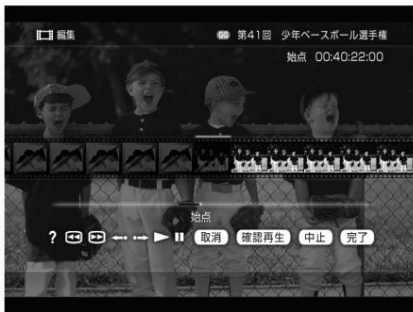 編集
第41回 少年ベースボール選手権
始点 00:40:22:00
始点
? 取消 確認再生 中止 完了